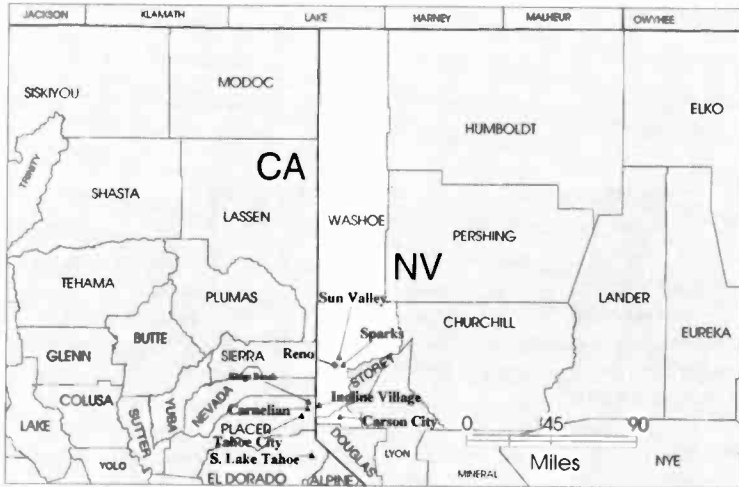 JACKSON KLAMATH LAKE HARNEY MALHEUR OWYHEE
MODOC
SISKIYOU
ELKO
HUMBOLDT
TRINITY
CA
SHASTA
LASSEN
WASHOE
PERSHING
NV
TEHAMA
PLUMAS
Sun Valley
LANDER
CHURCHILL
BUTTE
Sparks
EUREKA
GLENN
SIERRA
Reno
STOREY
NEVADA
Incline Village
COLUSA
YUBA
Carnelian
Carson City
LAKE
SUTTER
PLACER
0 45 90
Tahoe City
DOUGLAS
S. Lake Tahoe
LYON
Miles
NYE
YOLO
EL DORADO
ALPINE
MINERAL